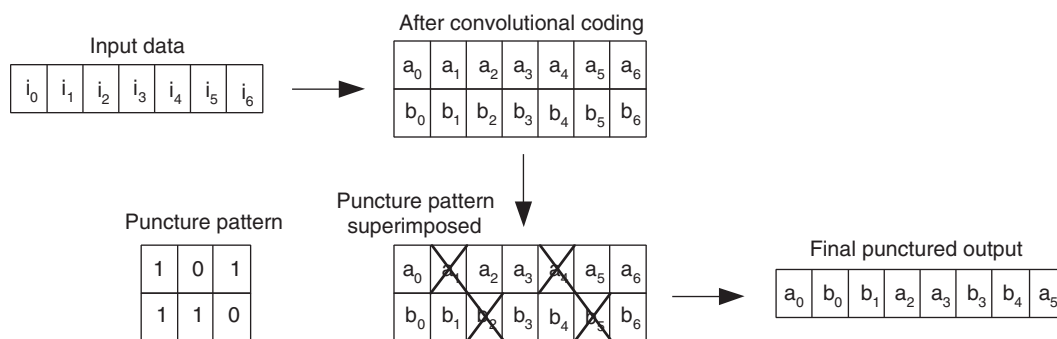 After convolutional coding
Input data
i₀ i₁ i₂ i₃ i₄ i₅ i₆
a₀ a₁ a₂ a₃ a₄ a₅ a₆
b₀ b₁ b₂ b₃ b₄ b₅ b₆
Puncture pattern
superimposed
Puncture pattern
1 0 1
1 1 0
a₀ a₁ a₂ a₃ a₄ a₅ a₆
b₀ b₁ b₂ b₃ b₄ b₅ b₆
Final punctured output
a₀ b₀ b₁ a₂ a₃ b₃ b₄ a₅